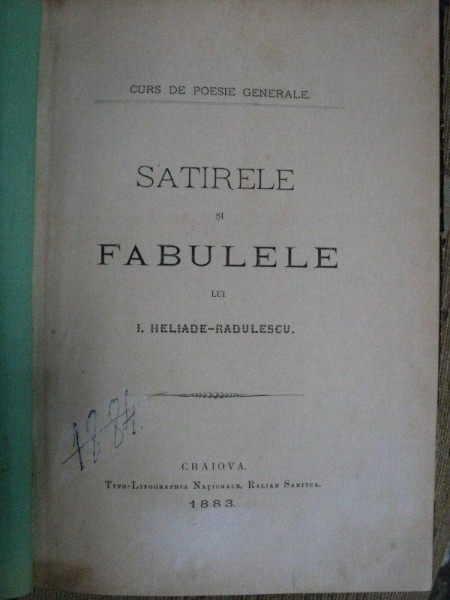 CURS DE POESIE GENERALE.
SATIRELE
ȘI
FABULELE
LUI
I. HELIADE-RADULESCU.
1884.
CRAIOVA.
TYPO-LITOGRAPHIA NAȚIONALE, RALIAN SAMITCA.
1883.